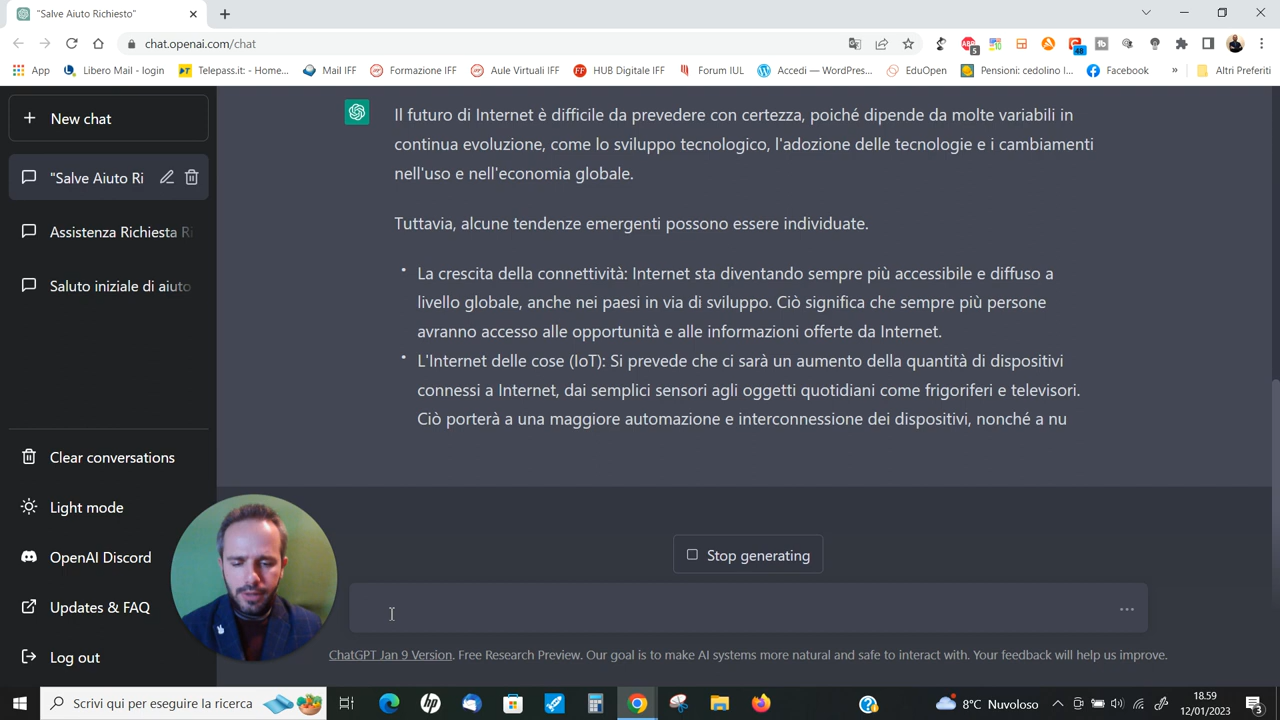 "Salve Aiuto Richiesto"
chat.openai.com/chat
App
Libero Mail - login
Telepass.it: - Home...
Mail IFF
Formazione IFF
Aule Virtuali IFF
HUB Digitale IFF
Forum IUL
Accedi — WordPres...
EduOpen
Pensioni: cedolino I...
Facebook
»
Altri Preferiti
New chat
"Salve Aiuto Ri
Assistenza Richiesta R
Saluto iniziale di aiuto
Il futuro di Internet è difficile da prevedere con certezza, poiché dipende da molte variabili in
continua evoluzione, come lo sviluppo tecnologico, l'adozione delle tecnologie e i cambiamenti
nell'uso e nell'economia globale.
Tuttavia, alcune tendenze emergenti possono essere individuate.
• La crescita della connettività: Internet sta diventando sempre più accessibile e diffuso a
livello globale, anche nei paesi in via di sviluppo. Ciò significa che sempre più persone
avranno accesso alle opportunità e alle informazioni offerte da Internet.
• L'Internet delle cose (IoT): Si prevede che ci sarà un aumento della quantità di dispositivi
connessi a Internet, dai semplici sensori agli oggetti quotidiani come frigoriferi e televisori.
Ciò porterà a una maggiore automazione e interconnessione dei dispositivi, nonché a nu
Clear conversations
Light mode
OpenAI Discord
Updates & FAQ
Log out
Stop generating
ChatGPT Jan 9 Version. Free Research Preview. Our goal is to make AI systems more natural and safe to interact with. Your feedback will help us improve.
Scrivi qui per eseguire la ricerca
8°C Nuvoloso
18.59
12/01/2023